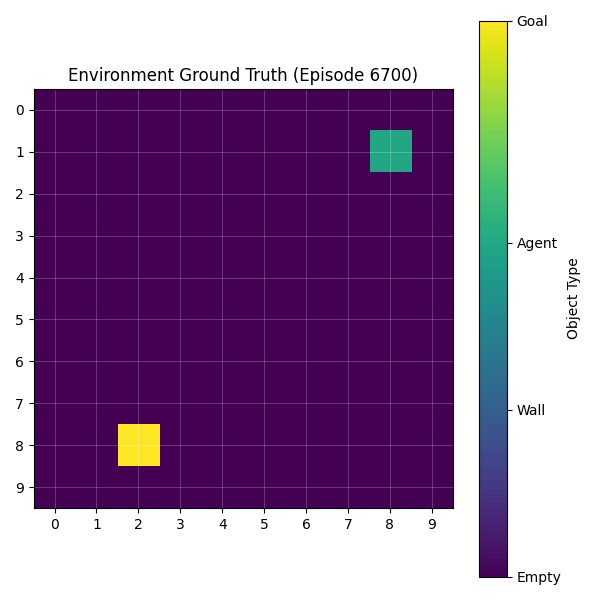 Environment Ground Truth (Episode 6700)
0
1
2
3
4
5
6
7
8
9
0 1 2 3 4 5 6 7 8 9
Goal
Agent
Wall
Empty
Object Type